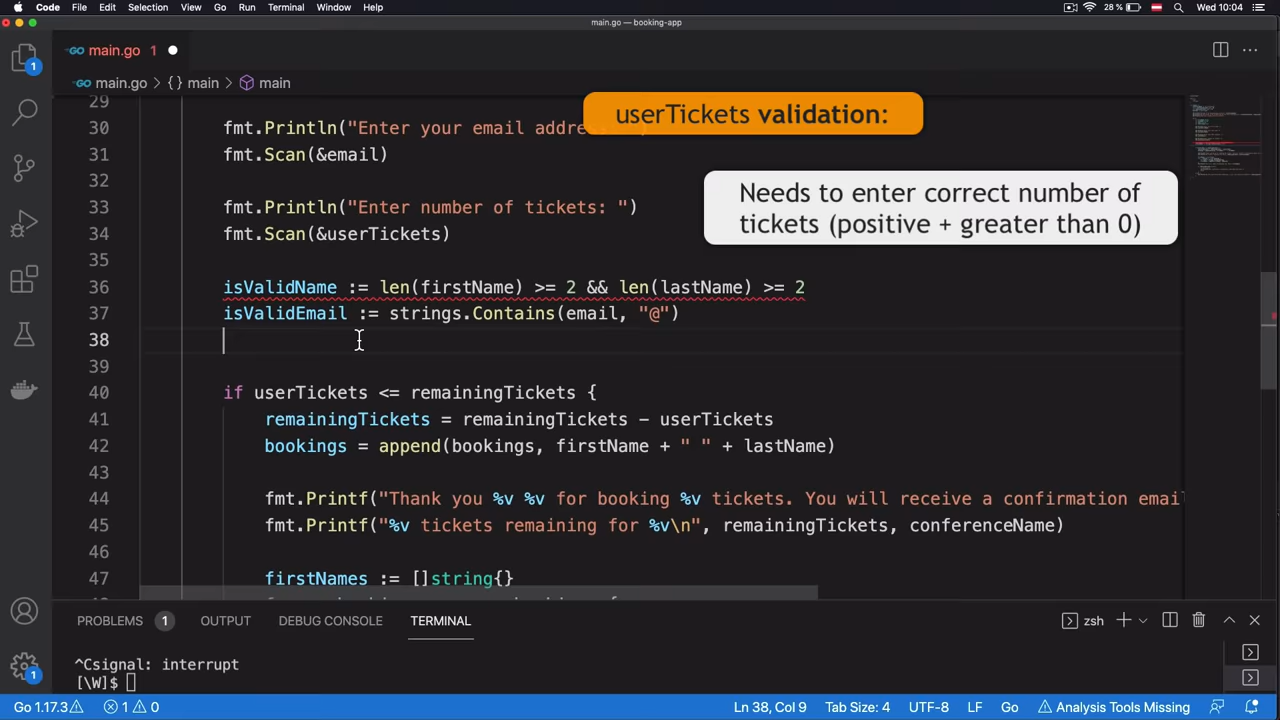 Code File Edit Selection View Go Run Terminal Window Help 28 % Wed 10:04
main.go — booking-app
main.go 1
main.go > { } main > main
userTickets validation:
Needs to enter correct number of
tickets (positive + greater than 0)
29
30 fmt.Println("Enter your email addre
31 fmt.Scan(&email)
32
33 fmt.Println("Enter number of tickets: ")
34 fmt.Scan(&userTickets)
35
36 isValidName := len(firstName) >= 2 && len(lastName) >= 2
37 isValidEmail := strings.Contains(email, "@")
38
39
40 if userTickets <= remainingTickets {
41 remainingTickets = remainingTickets - userTickets
42 bookings = append(bookings, firstName + " " + lastName)
43
44 fmt.Printf("Thank you %v %v for booking %v tickets. You will receive a confirmation email
45 fmt.Printf("%v tickets remaining for %v\n", remainingTickets, conferenceName)
46
47 firstNames := []string{}
PROBLEMS 1 OUTPUT DEBUG CONSOLE TERMINAL zsh
^Csignal: interrupt
[\W]$
Go 1.17.3 1 0 Ln 38, Col 9 Tab Size: 4 UTF-8 LF Go Analysis Tools Missing